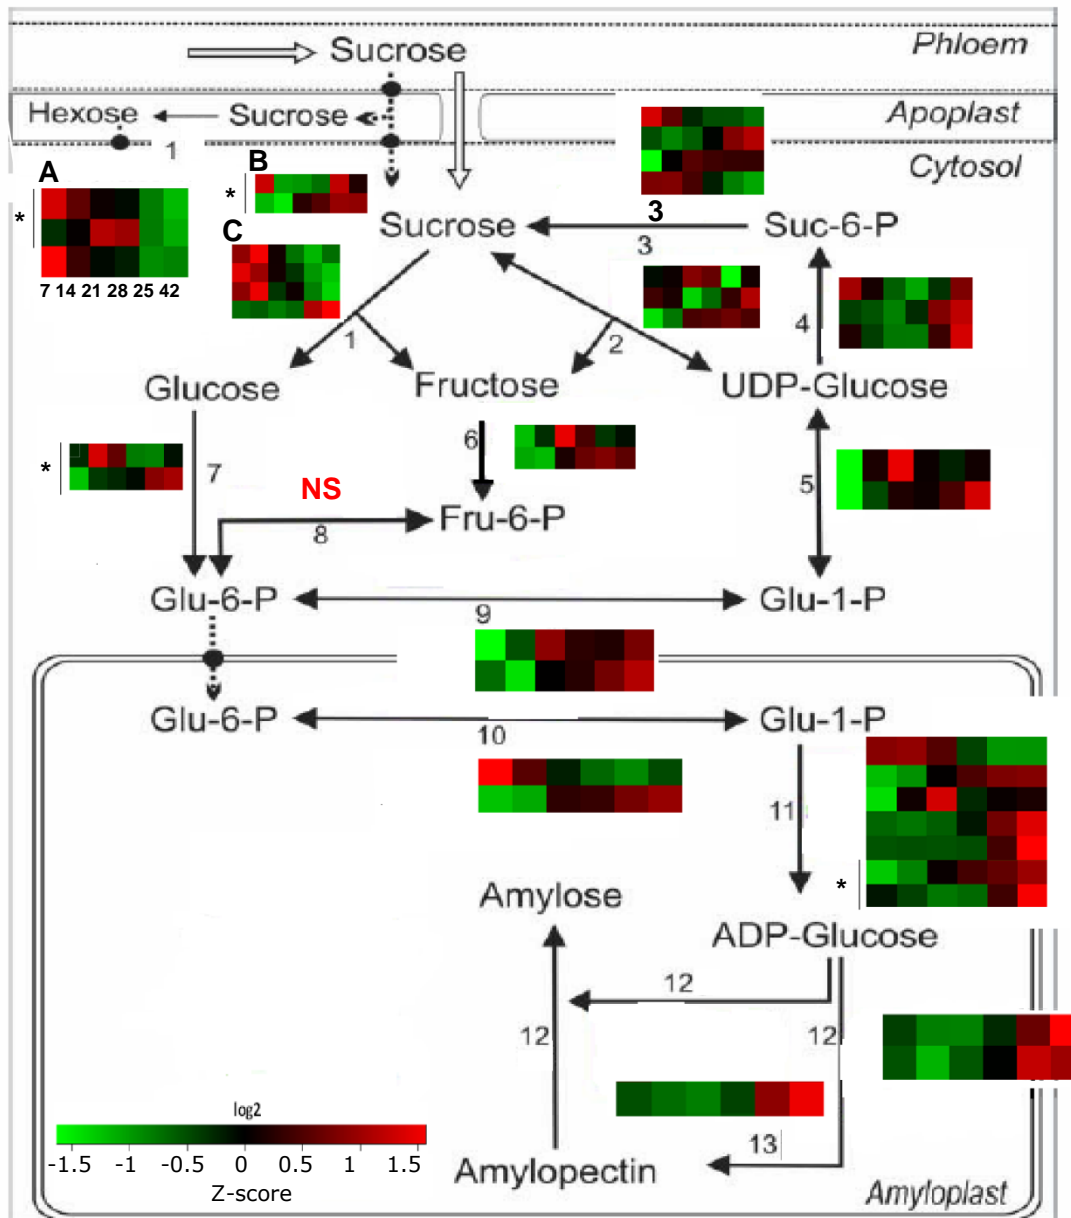 Phloem
Sucrose
Apoplast
Hexose
Sucrose
1
Cytosol
A
B
*
*
C
Sucrose
3
3
Suc-6-P
7 14 21 28 25 42
4
1
2
Glucose
Fructose
UDP-Glucose
6
*
7
5
NS
8
Fru-6-P
Glu-6-P
9
Glu-1-P
Glu-6-P
10
Glu-1-P
11
*
Amylose
ADP-Glucose
12
12
12
log2
-1.5 -1 -0.5 0 0.5 1 1.5
Z-score
13
Amylopectin
Amyloplast